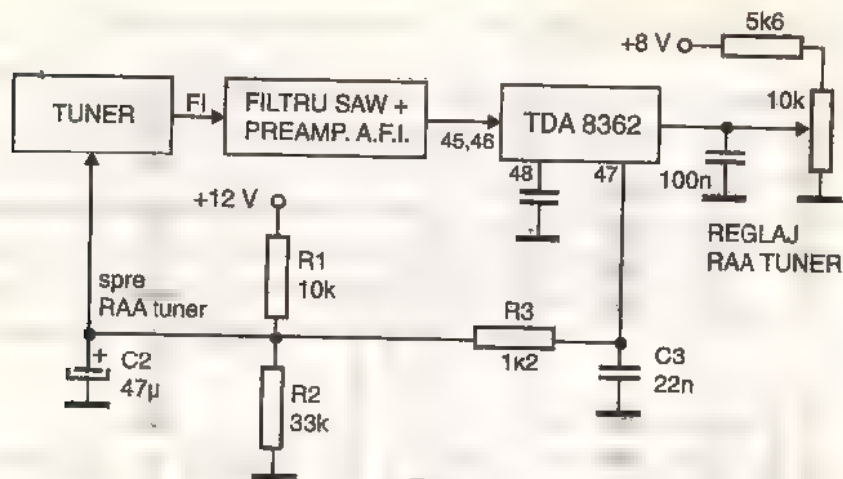 5k6
+8 V
TUNER
FI
FILTRU SAW +
PREAMP. A.F.I.
45,46
TDA 8362
10k
48
47
100n
+12 V
REGLAJ
RAA TUNER
R1
10k
spre
RAA tuner
R3
1k2
+
C2
47µ
R2
33k
C3
22n